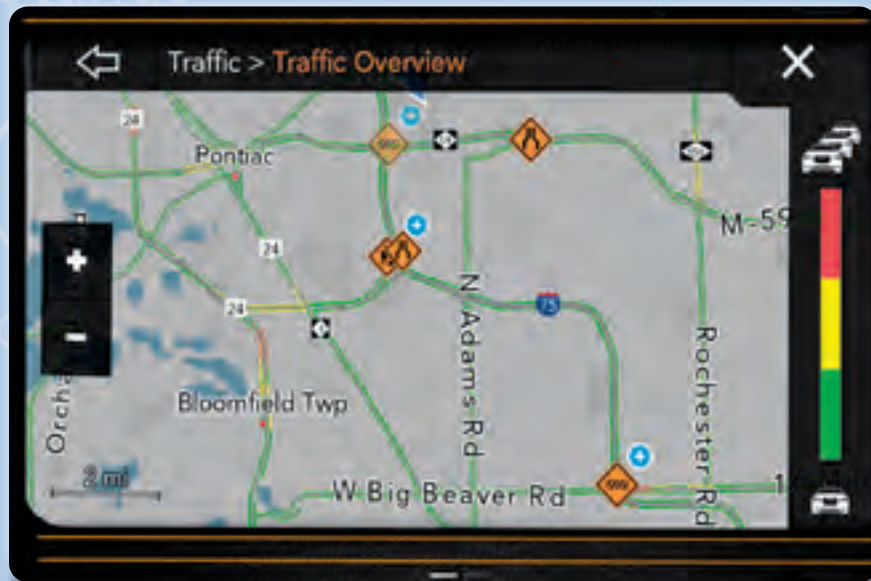 Traffic > Traffic Overview
24
Pontiac
M-59
24
24
75
N Adams Rd
Rochester Rd
Orcha
Bloomfield Twp
2 mi
W Big Beaver Rd